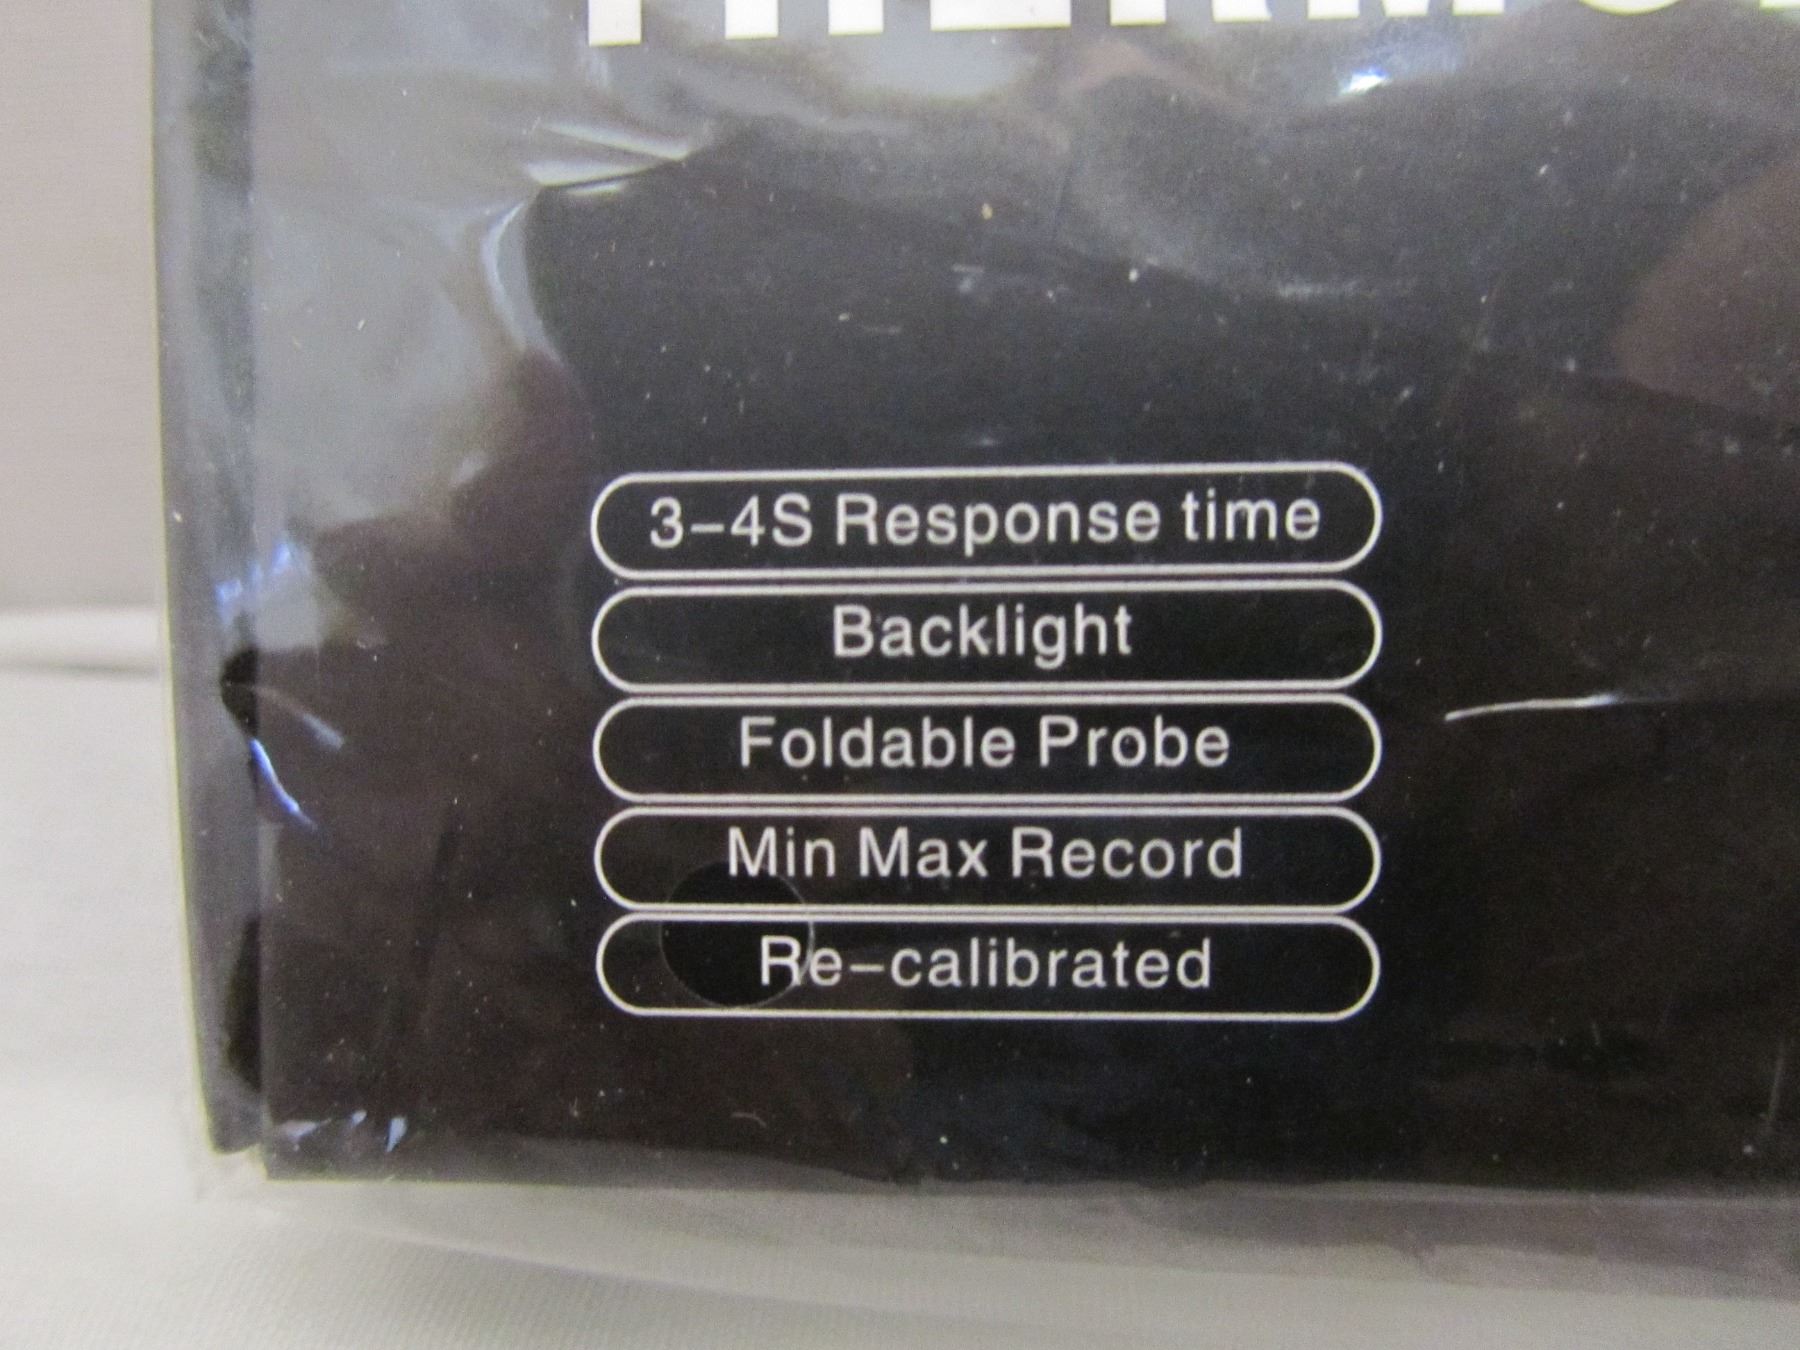 3–4S Response time
Backlight
Foldable Probe
Min Max Record
Re–calibrated